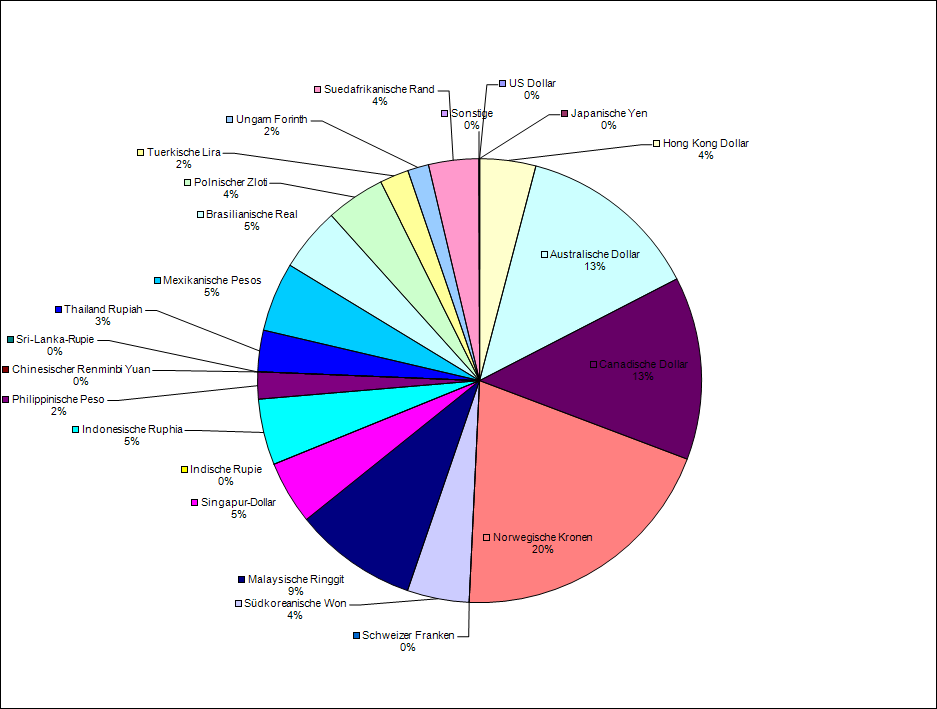 US Dollar
0%
Suedafrikanische Rand
4%
Sonstige
0%
Japanische Yen
0%
Ungarn Forinth
2%
Hong Kong Dollar
4%
Tuerkische Lira
2%
Polnischer Zloti
4%
Brasilianische Real
5%
Australische Dollar
13%
Mexikanische Pesos
5%
Thailand Rupiah
3%
Sri-Lanka-Rupie
0%
Chinesischer Renminbi Yuan
0%
Canadische Dollar
13%
Philippinische Peso
2%
Indonesische Ruphia
5%
Indische Rupie
0%
Singapur-Dollar
5%
Norwegische Kronen
20%
Malaysische Ringgit
9%
Südkoreanische Won
4%
Schweizer Franken
0%